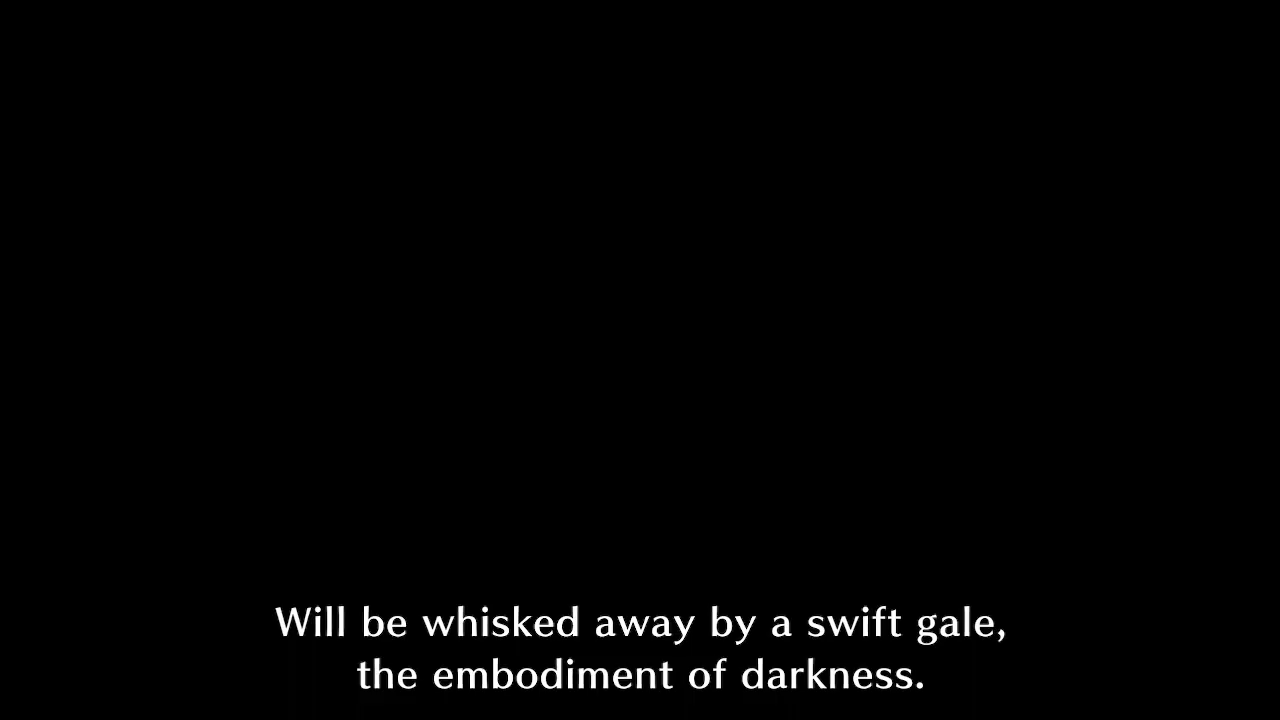 Will be whisked away by a swift gale,
the embodiment of darkness.